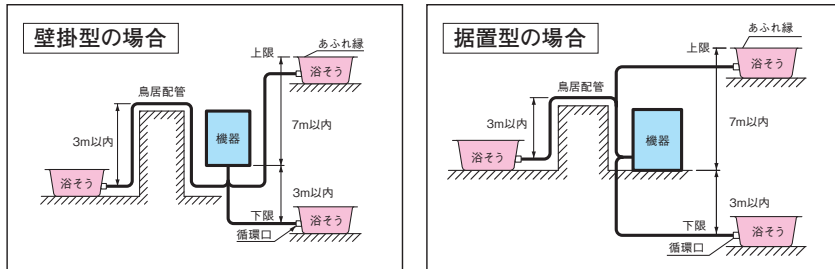 壁掛型の場合
上限
あふれ縁
浴そう
鳥居配管
3m以内
機器
7m以内
浴そう
3m以内
下限
浴そう
循環口
据置型の場合
上限
あふれ縁
浴そう
鳥居配管
3m以内
機器
7m以内
浴そう
3m以内
下限
浴そう
循環口